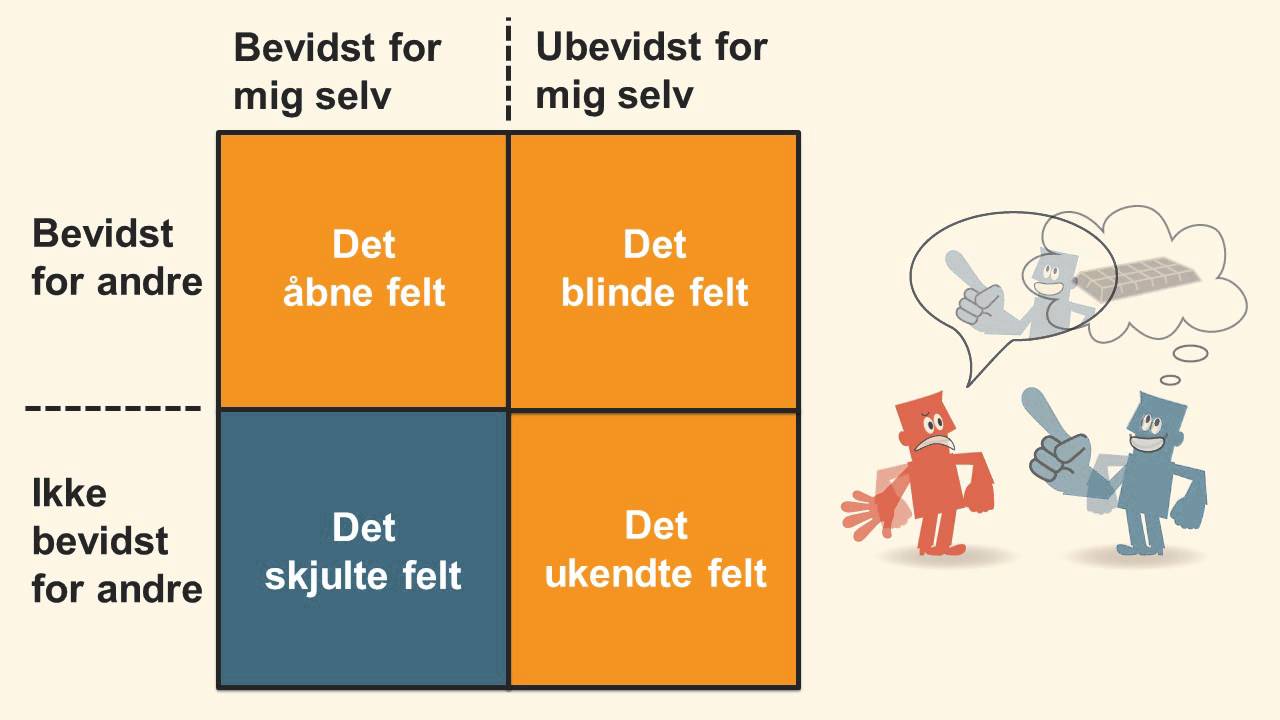 Bevidst for
mig selv
Ubevidst for
mig selv
Bevidst
for andre
Det
åbne felt
Det
blinde felt
Ikke
bevidst
for andre
Det
skjulte felt
Det
ukendte felt